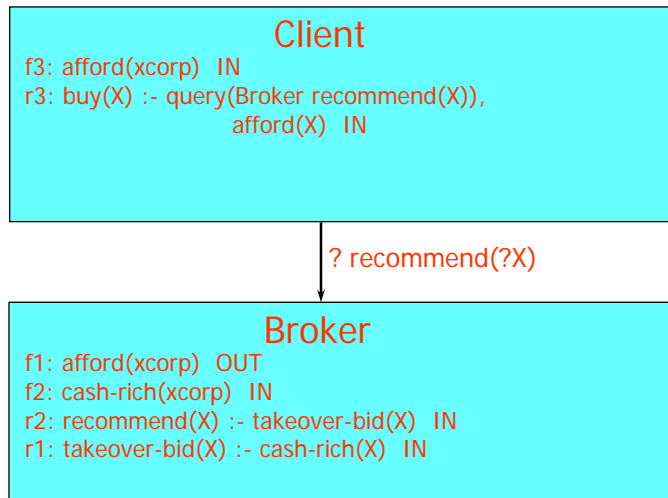 Client
f3: afford(xcorp) IN
r3: buy(X) :- query(Broker recommend(X)),
afford(X) IN
? recommend(?X)
Broker
f1: afford(xcorp) OUT
f2: cash-rich(xcorp) IN
r2: recommend(X) :- takeover-bid(X) IN
r1: takeover-bid(X) :- cash-rich(X) IN